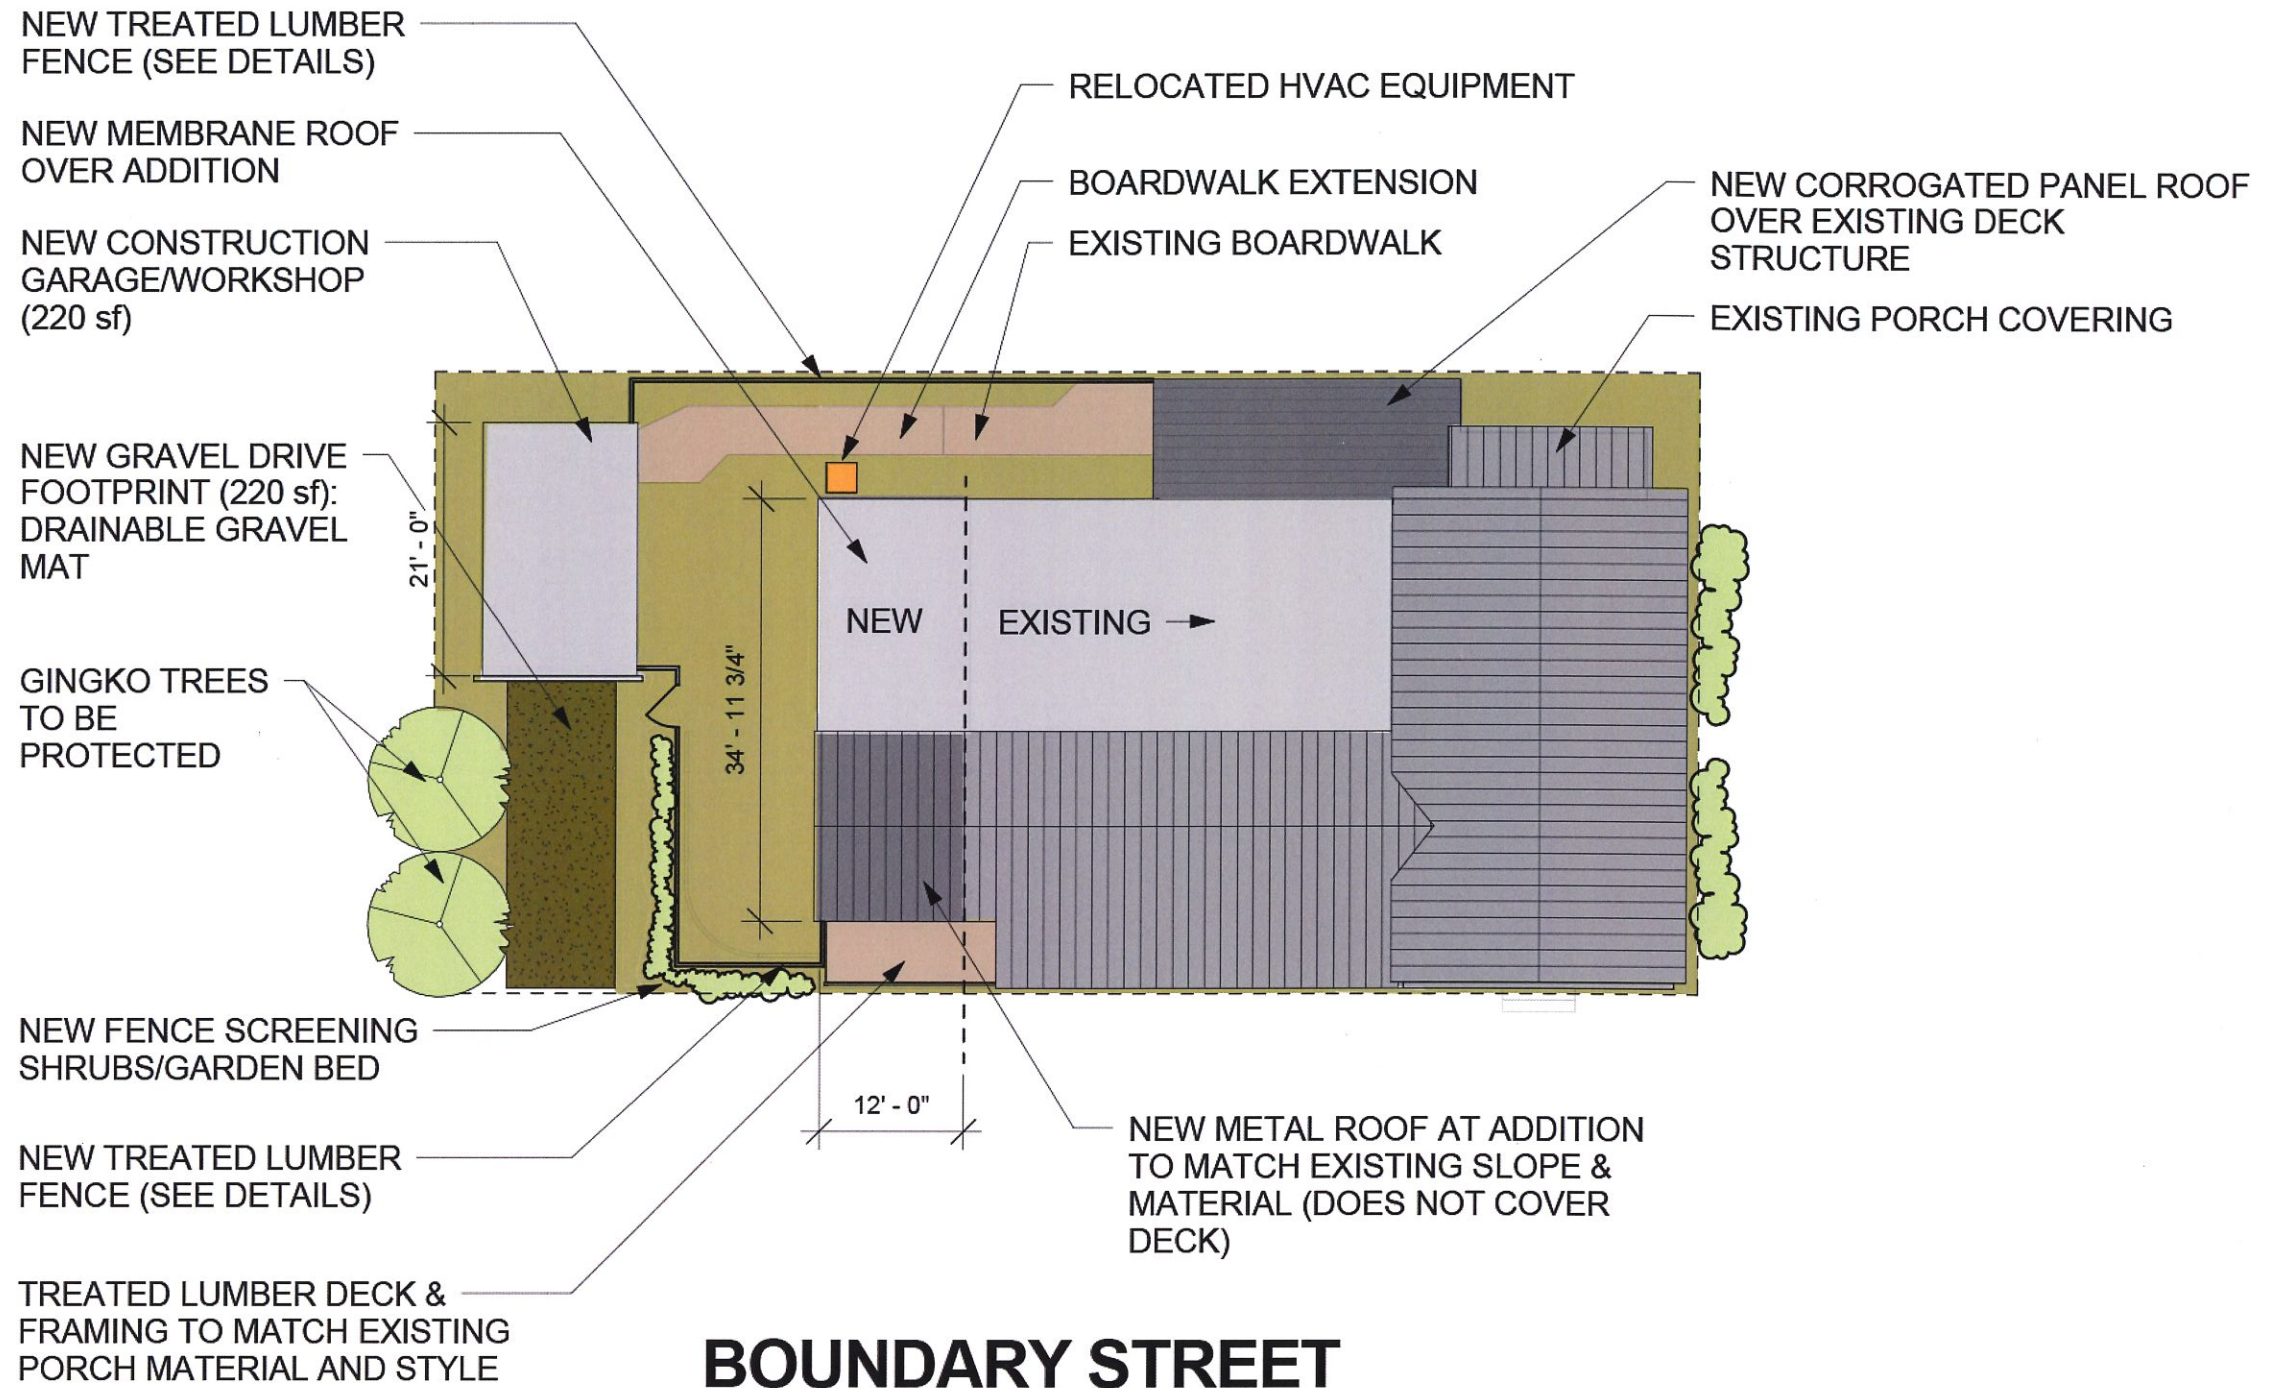 NEW TREATED LUMBER
FENCE (SEE DETAILS)
NEW MEMBRANE ROOF
OVER ADDITION
NEW CONSTRUCTION
GARAGE/WORKSHOP
(220 sf)
NEW GRAVEL DRIVE
FOOTPRINT (220 sf):
DRAINABLE GRAVEL
MAT
GINGKO TREES
TO BE
PROTECTED
NEW FENCE SCREENING
SHRUBS/GARDEN BED
NEW TREATED LUMBER
FENCE (SEE DETAILS)
TREATED LUMBER DECK &
FRAMING TO MATCH EXISTING
PORCH MATERIAL AND STYLE
RELOCATED HVAC EQUIPMENT
BOARDWALK EXTENSION
EXISTING BOARDWALK
NEW CORROGATED PANEL ROOF
OVER EXISTING DECK
STRUCTURE
EXISTING PORCH COVERING
21' - 0"
34' - 11 3/4"
NEW
EXISTING
12' - 0"
NEW METAL ROOF AT ADDITION
TO MATCH EXISTING SLOPE &
MATERIAL (DOES NOT COVER
DECK)
BOUNDARY STREET